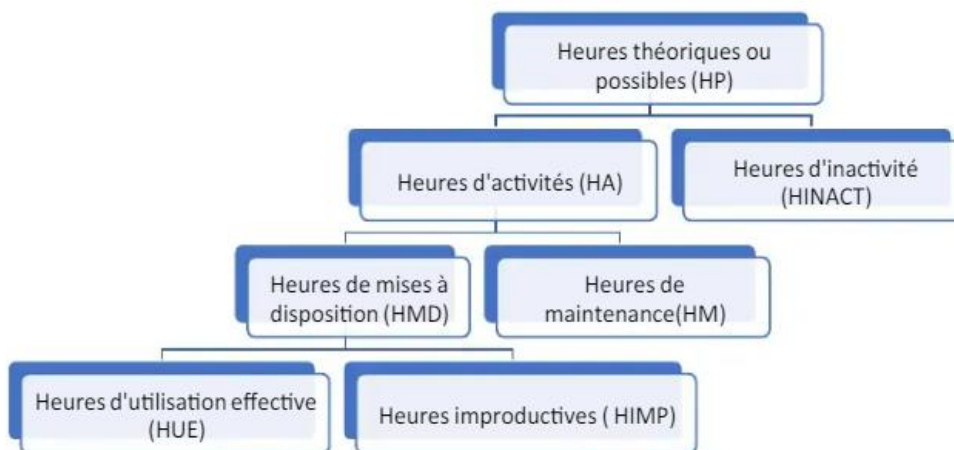 Heures théoriques ou
possibles (HP)
Heures d'activités (HA)
Heures d'inactivité
(HINACT)
Heures de mises à
disposition (HMD)
Heures de
maintenance(HM)
Heures d'utilisation effective
(HUE)
Heures improductives ( HIMP)